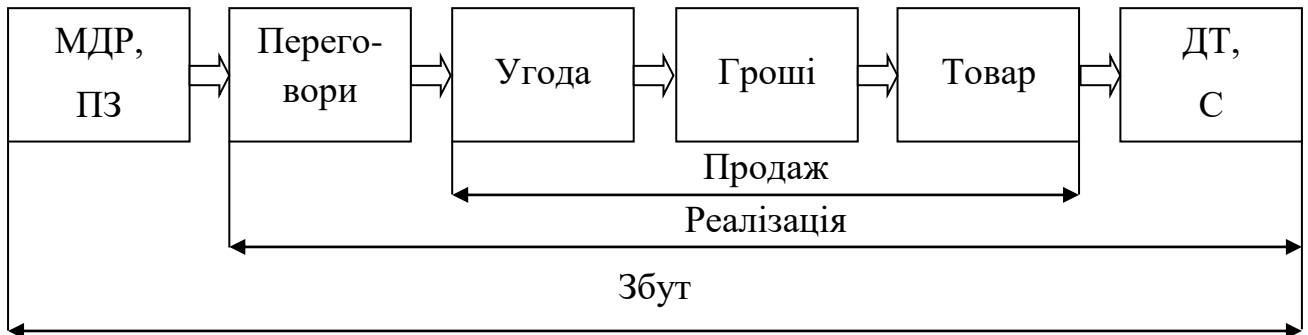 МДР,
ПЗ
Перего-
вори
Угода
Гроші
Товар
ДТ,
С
Продаж
Реалізація
Збут